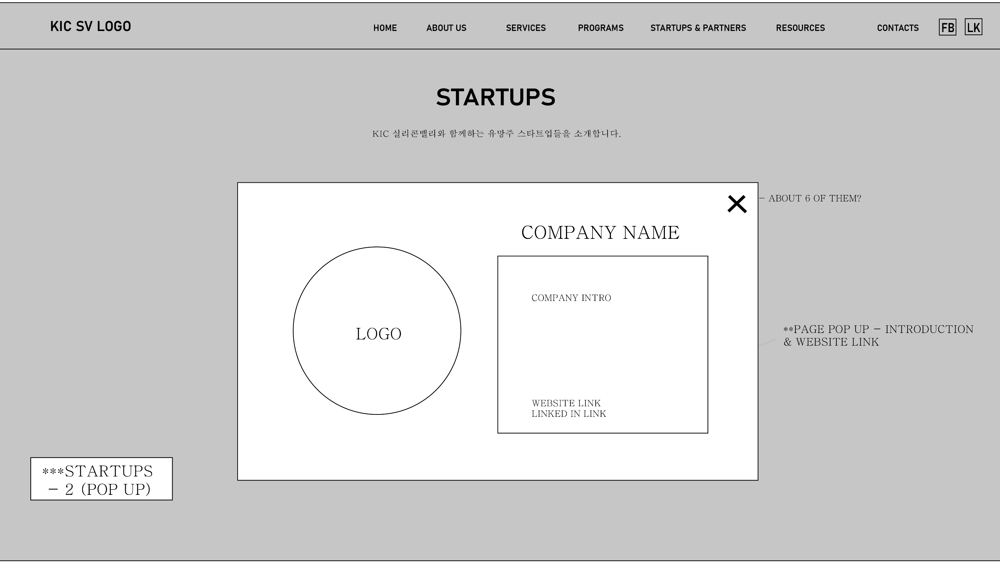 KIC SV LOGO
HOME
ABOUT US
SERVICES
PROGRAMS
STARTUPS & PARTNERS
RESOURCES
CONTACTS
FB
LK
STARTUPS
KIC 실리콘밸리와 함께하는 유망주 스타트업들을 소개합니다.
– ABOUT 6 OF THEM?
COMPANY NAME
LOGO
COMPANY INTRO
WEBSITE LINK
LINKED IN LINK
**PAGE POP UP – INTRODUCTION
& WEBSITE LINK
***STARTUPS
– 2 (POP UP)